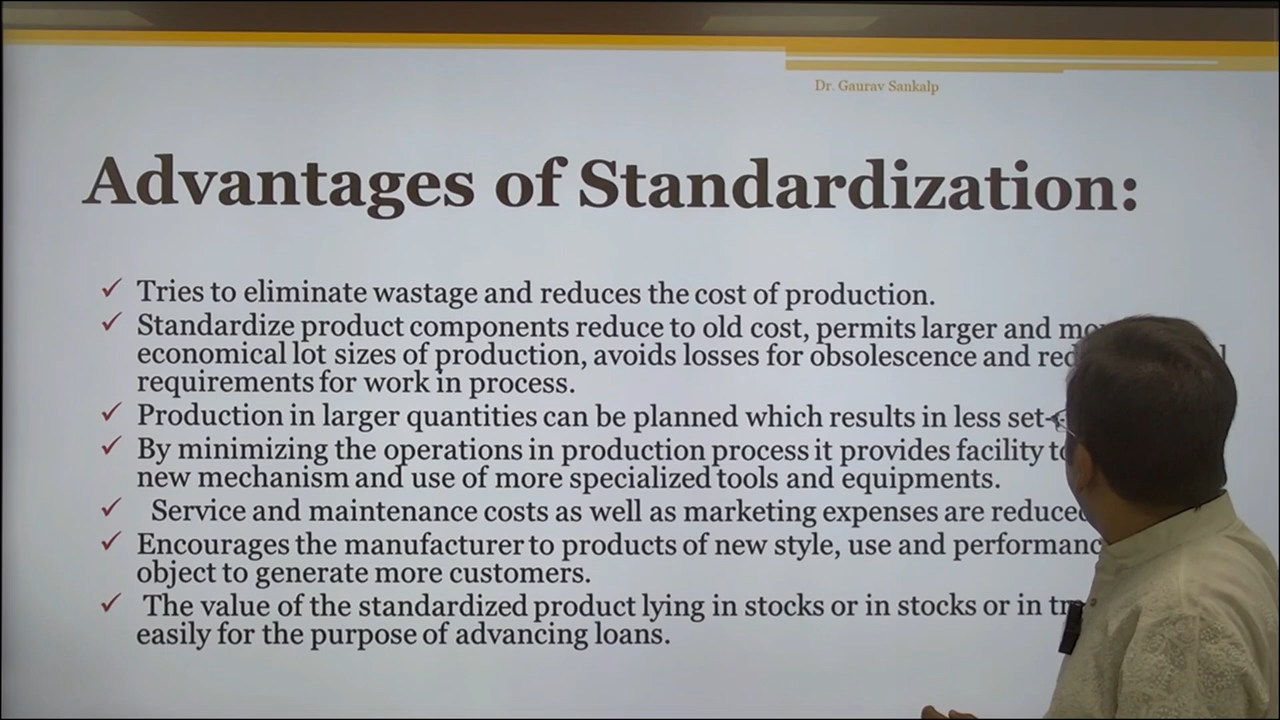 Dr. Gaurav Sankalp
Advantages of Standardization:
✓ Tries to eliminate wastage and reduces the cost of production.
✓ Standardize product components reduce to old cost, permits larger and
economical lot sizes of production, avoids losses for obsolescence and
requirements for work in process.
✓ Production in larger quantities can be planned which results in less
✓ By minimizing the operations in production process it provides facility
new mechanism and use of more specialized tools and equipments.
✓ Service and maintenance costs as well as marketing expenses are
✓ Encourages the manufacturer to products of new style, use and
object to generate more customers.
✓ The value of the standardized product lying in stocks or in stocks or in
easily for the purpose of advancing loans.